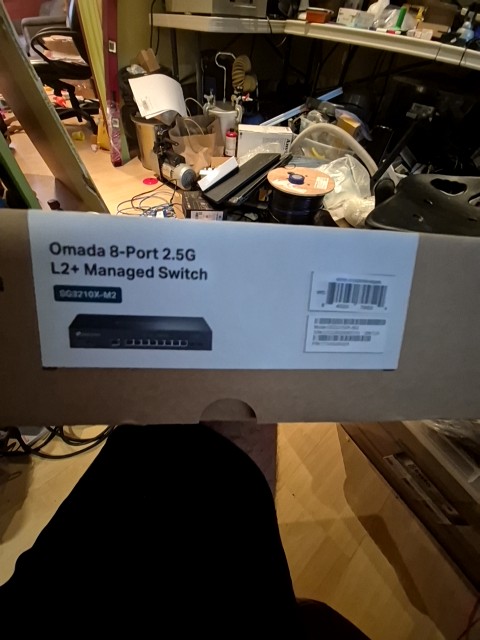 Omada 8-Port 2.5G
L2+ Managed Switch
SG3210X-M2